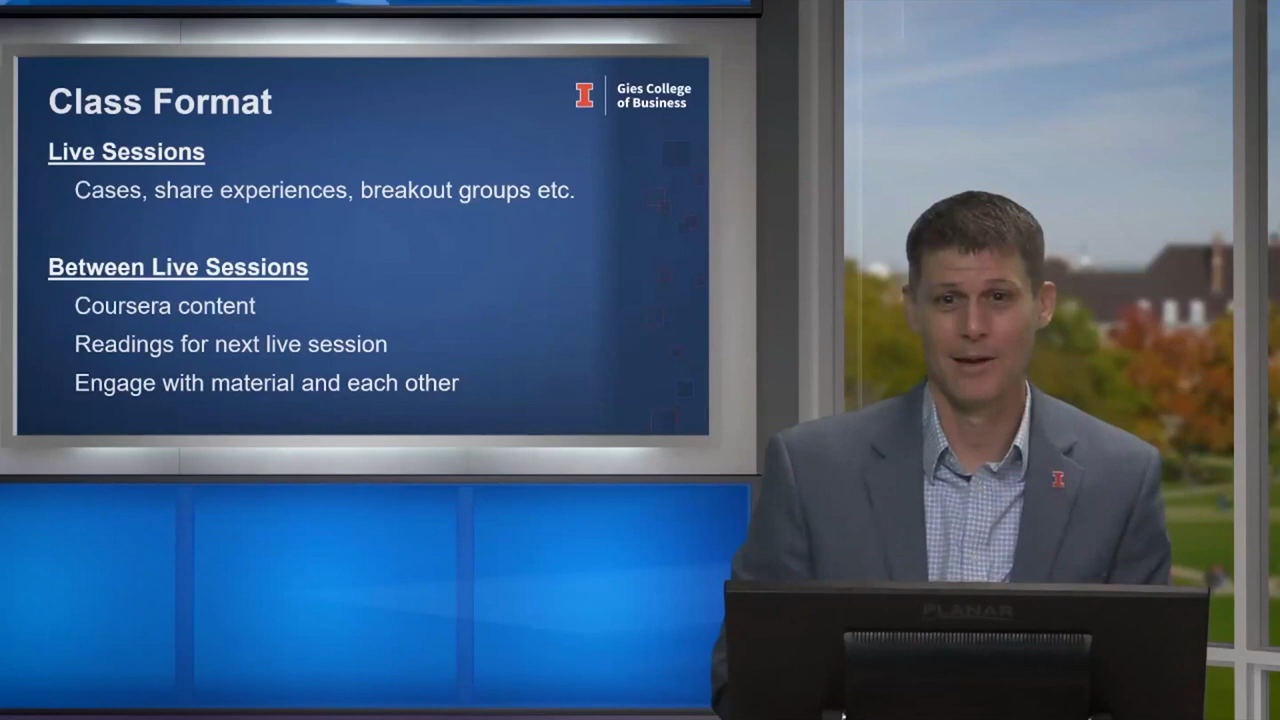 Class Format
I
Gies College
of Business
Live Sessions
Cases, share experiences, breakout groups etc.
Between Live Sessions
Coursera content
Readings for next live session
Engage with material and each other
I
PLANAR